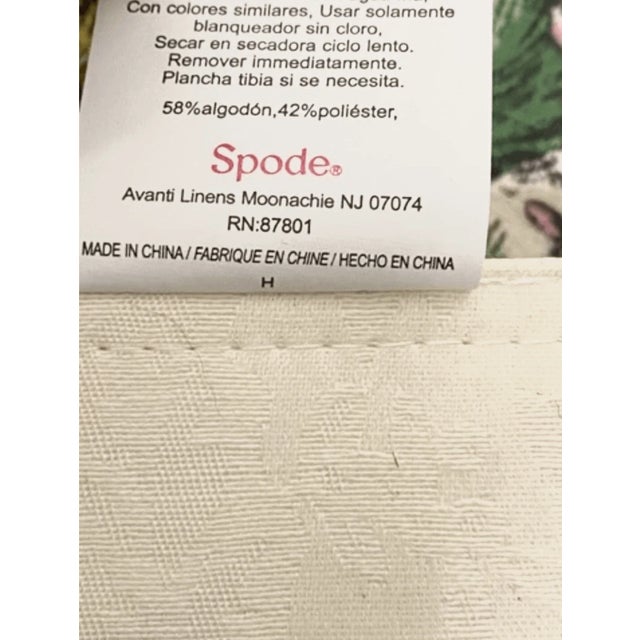 Con colores similares, Usar solamente
blanqueador sin cloro,
Secar en secadora ciclo lento.
Remover immediatamente.
Plancha tibia si se necesita.
58%algodón,42%poliéster,
Spode®
Avanti Linens Moonachie NJ 07074
RN:87801
MADE IN CHINA / FABRIQUE EN CHINE / HECHO EN CHINA
H